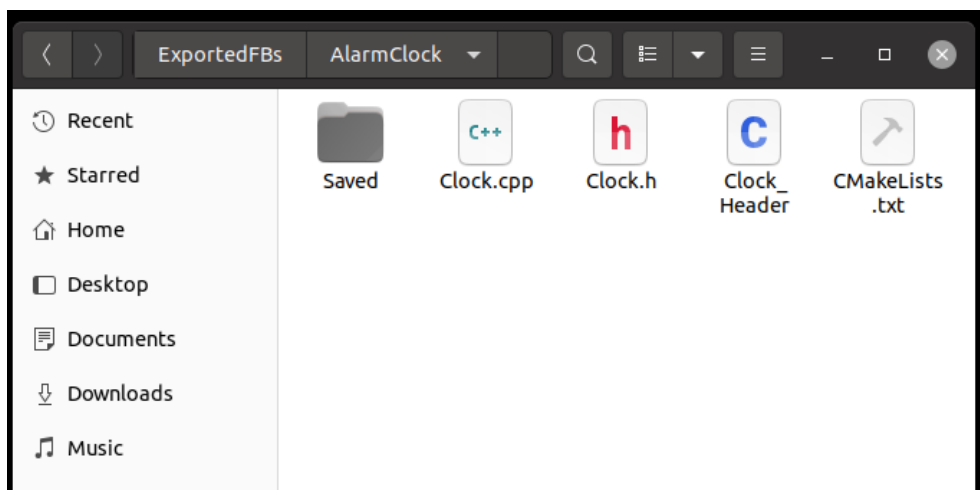 ExportedFBs AlarmClock
Recent
Starred
Home
Desktop
Documents
Downloads
Music
Saved
C++
Clock.cpp
h
Clock.h
C
Clock_
Header
CMakeLists
.txt